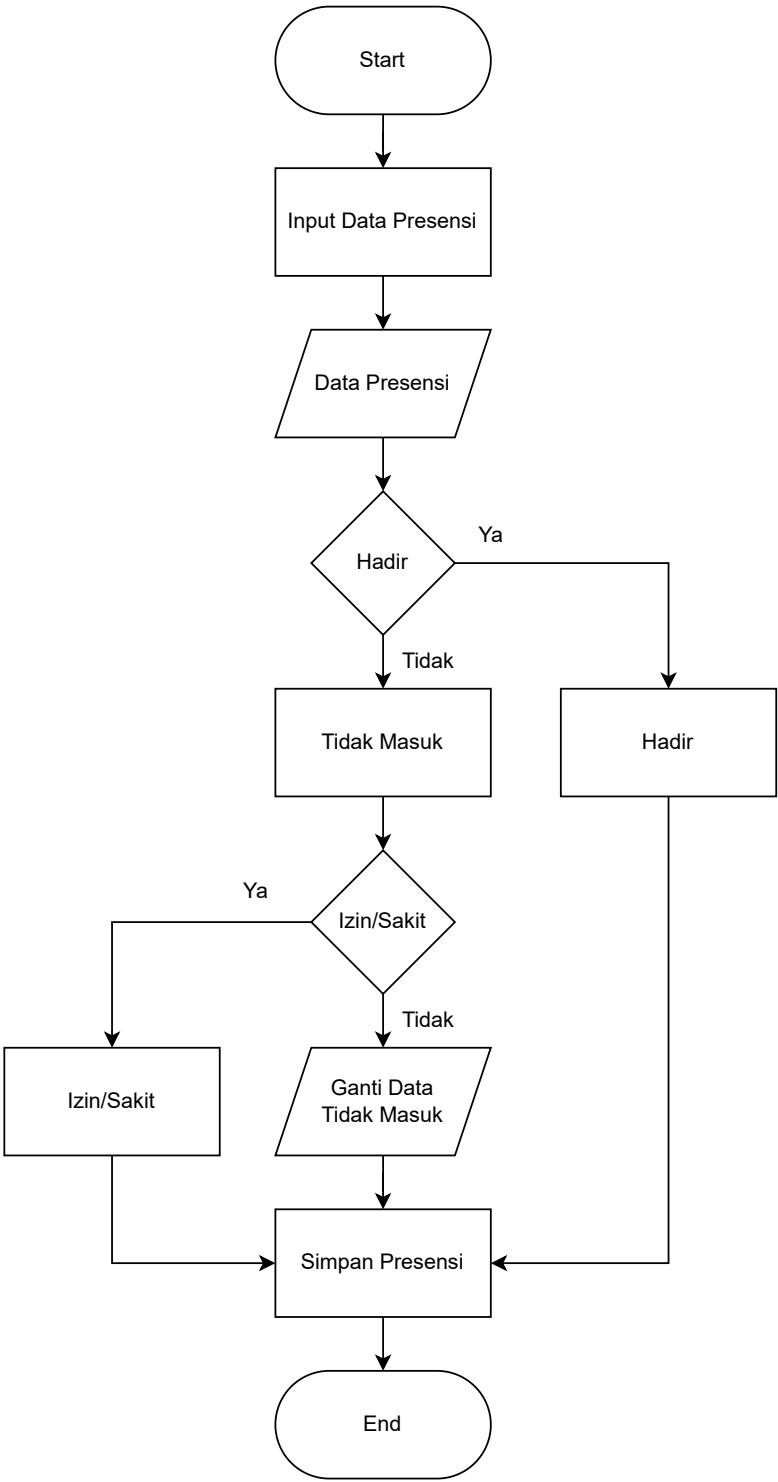 Start
Input Data Presensi
Data Presensi
Hadir
Ya
Tidak
Tidak Masuk
Hadir
Izin/Sakit
Ya
Tidak
Izin/Sakit
Ganti Data
Tidak Masuk
Simpan Presensi
End